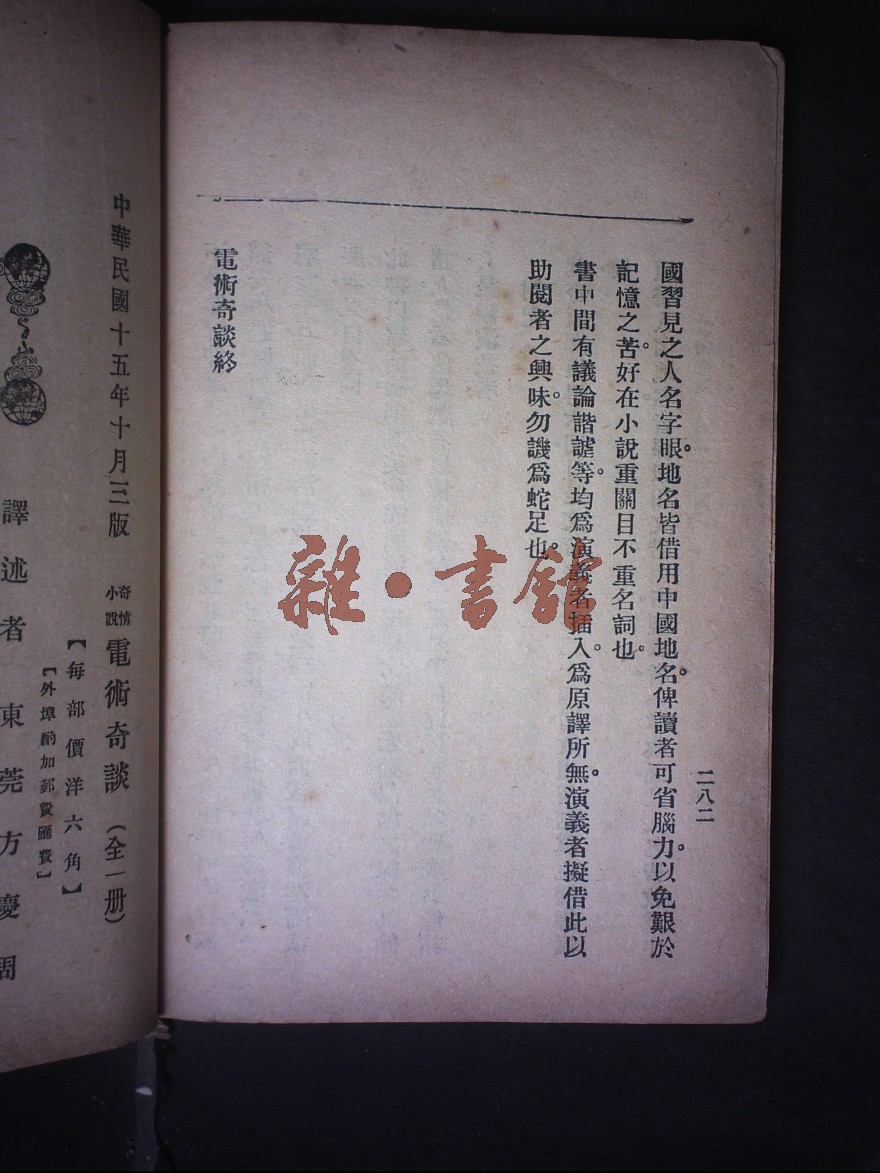 二八二
國習見之人名字眼。地名皆借用中國地名。俾讀者可省腦力。以免艱於
記憶之苦。好在小說重關目不重名詞也。
書中間有議論諧謔等。均爲演義者插入。爲原譯所無。演義者擬借此以
助閱者之興味。勿譏爲蛇足也。
電術奇談終
雜·書館
中華民國十五年十月三版
奇情
小說
電術奇談（全一册）
【每部價洋六角】
【外埠酌加郵費匯費】
譯述者東莞方慶周